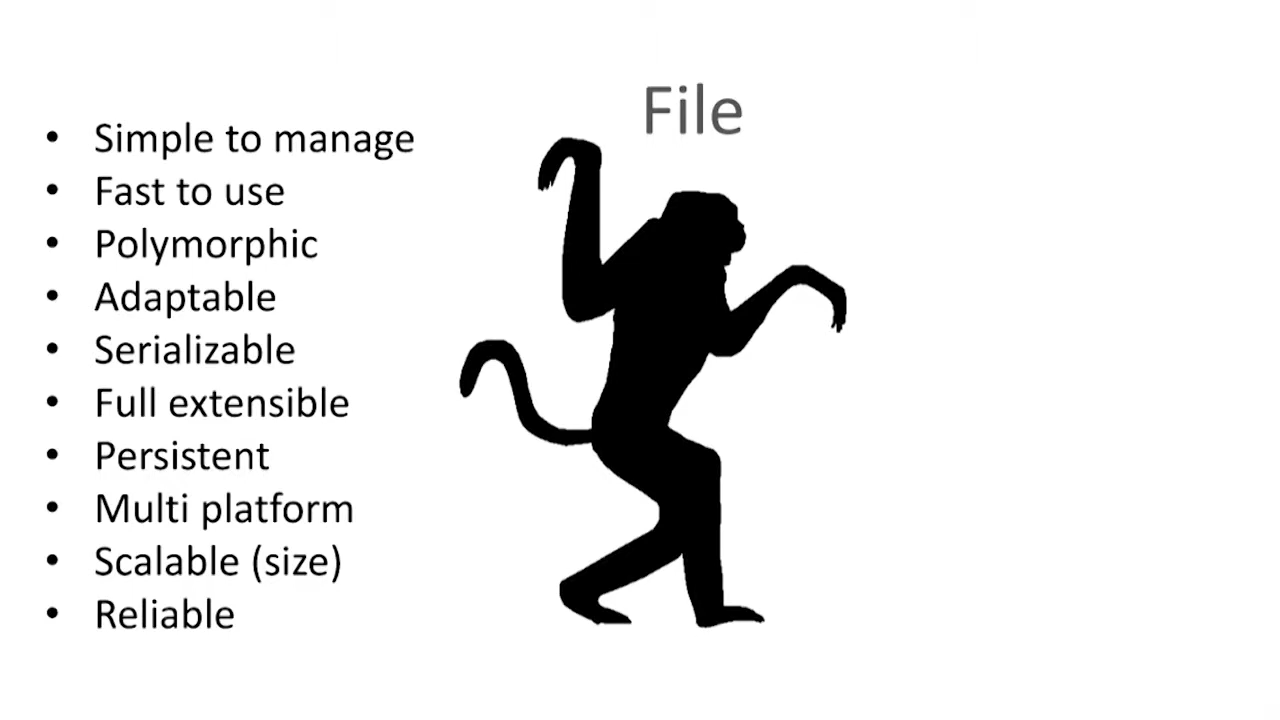 File
• Simple to manage
• Fast to use
• Polymorphic
• Adaptable
• Serializable
• Full extensible
• Persistent
• Multi platform
• Scalable (size)
• Reliable